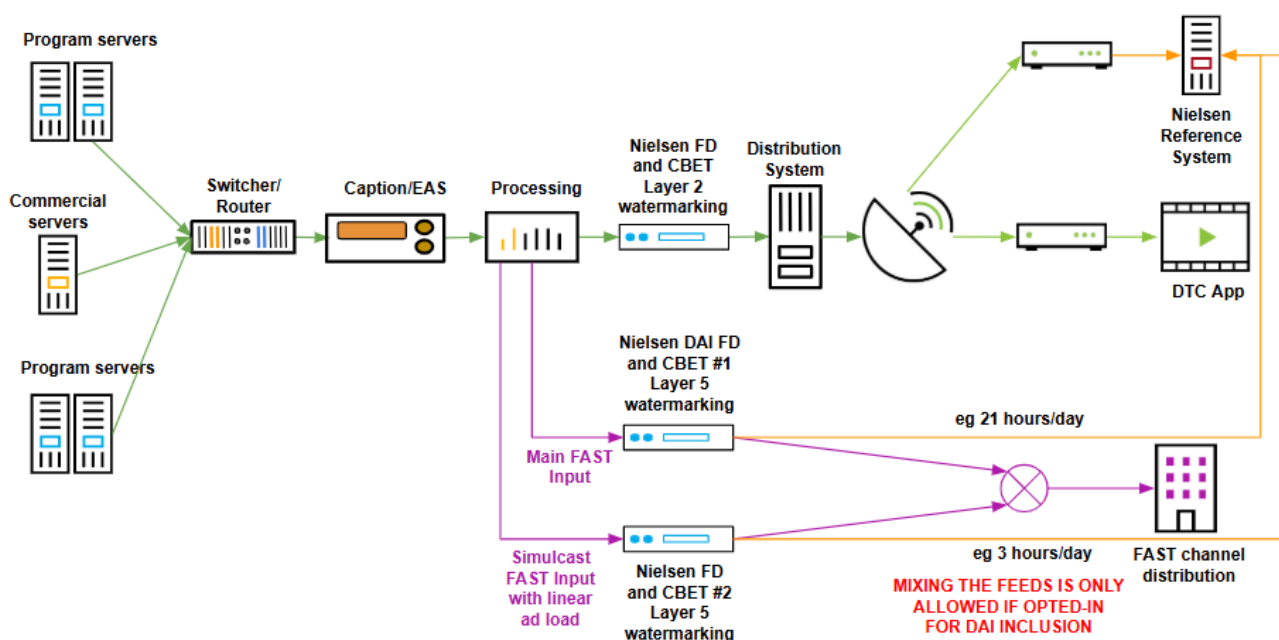 Program servers
Commercial
servers
Program servers
Switcher/
Router
Caption/EAS
Processing
Nielsen FD
and CBET
Layer 2
watermarking
Distribution
System
Nielsen
Reference
System
DTC App
Nielsen DAI FD
and CBET #1
Layer 5
watermarking
eg 21 hours/day
Main FAST
Input
Simulcast
FAST Input
with linear
ad load
Nielsen FD
and CBET #2
Layer 5
watermarking
eg 3 hours/day
MIXING THE FEEDS IS ONLY
ALLOWED IF OPTED-IN
FOR DAI INCLUSION
FAST channel
distribution